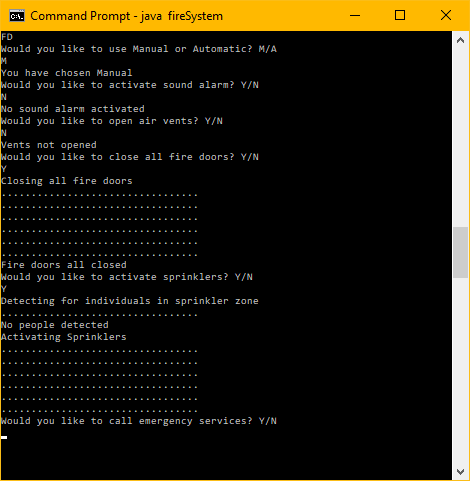 Command Prompt - java  fireSystem
FD
Would you like to use Manual or Automatic? M/A
M
You have chosen Manual
Would you like to activate sound alarm? Y/N
N
No sound alarm activated
Would you like to open air vents? Y/N
N
Vents not opened
Would you like to close all fire doors? Y/N
Y
Closing all fire doors
.................................
.................................
.................................
.................................
.................................
.................................
Fire doors all closed
Would you like to activate sprinklers? Y/N
Y
Detecting for individuals in sprinkler zone
.................................
No people detected
Activating Sprinklers
.................................
.................................
.................................
.................................
.................................
.................................
Would you like to call emergency services? Y/N